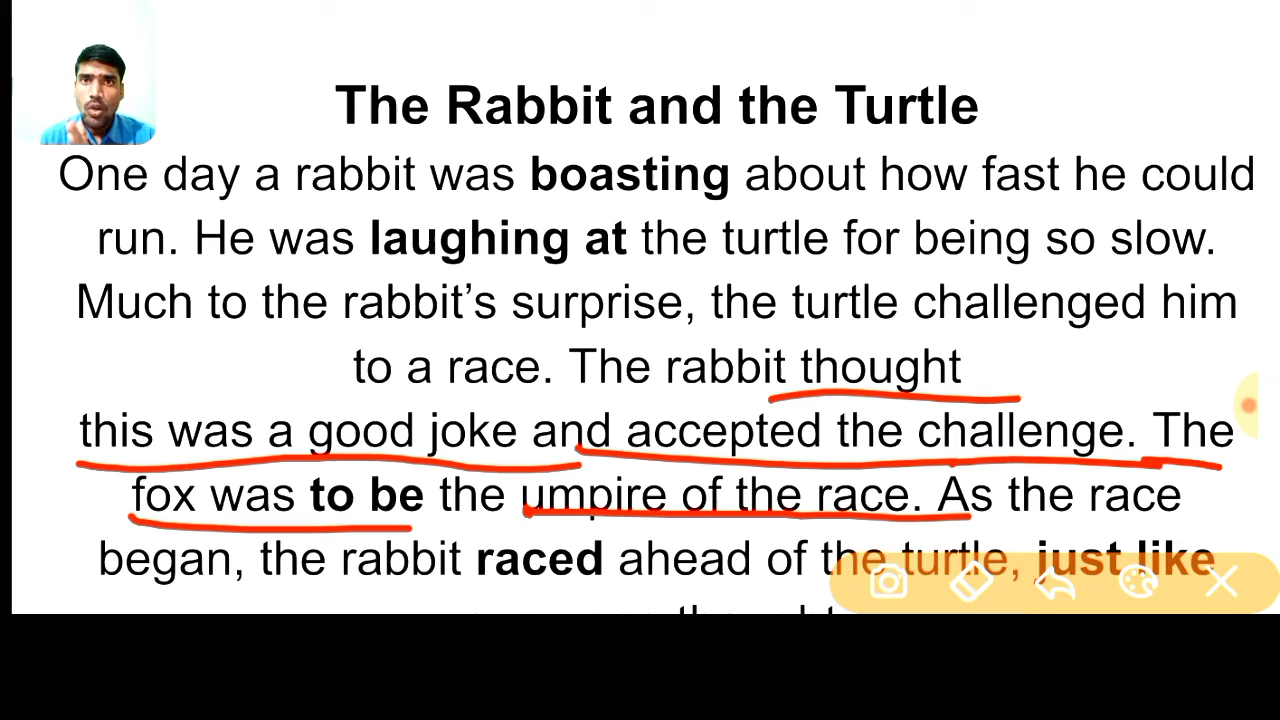 The Rabbit and the Turtle
One day a rabbit was boasting about how fast he could
run. He was laughing at the turtle for being so slow.
Much to the rabbit’s surprise, the turtle challenged him
to a race. The rabbit thought
this was a good joke and accepted the challenge. The
fox was to be the umpire of the race. As the race
began, the rabbit raced ahead of the turtle, just like